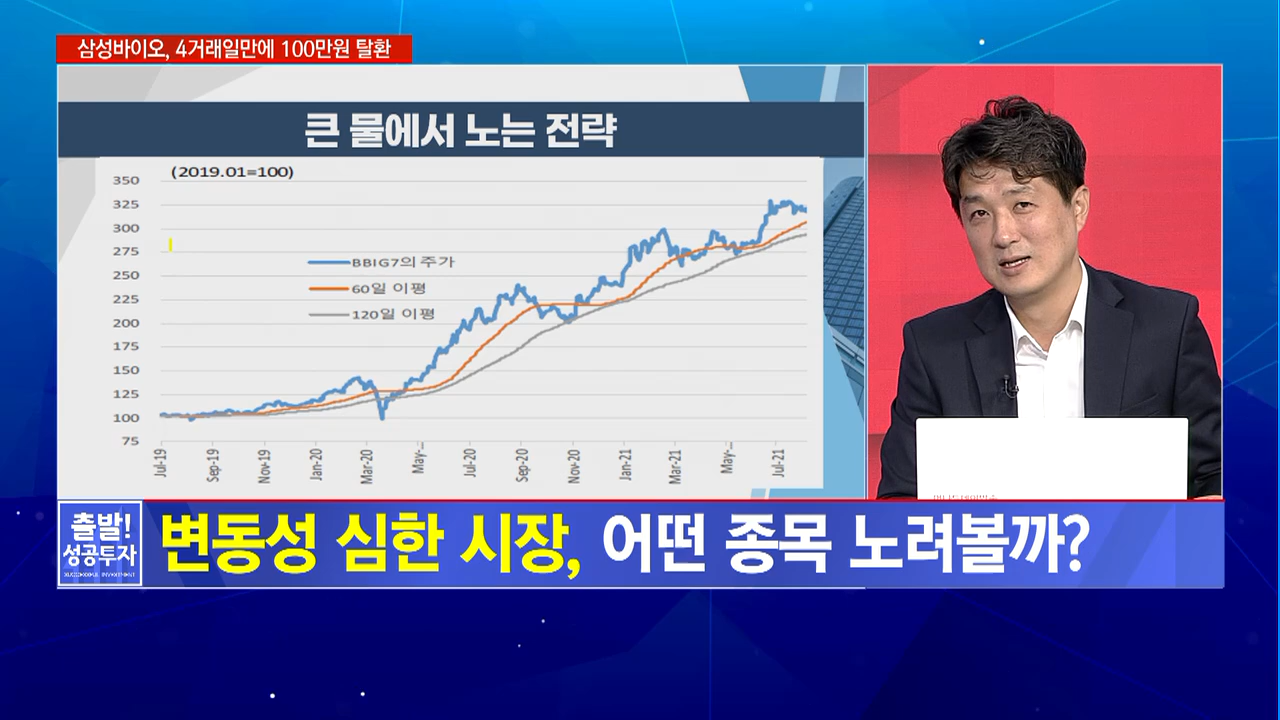 삼성바이오, 4거래일만에 100만원 탈환
큰 물에서 노는 전략
(2019.01=100)
350
325
300
275
250
225
200
175
150
125
100
75
BBIG7의 주가
60일 이평
120일 이평
Jul-19
Sep-19
Nov-19
Jan-20
Mar-20
May-...
Jul-20
Sep-20
Nov-20
Jan-21
Mar-21
May-...
Jul-21
출발!
성공투자
SUCCESSFUL INVESTMENT
변동성 심한 시장, 어떤 종목 노려볼까?